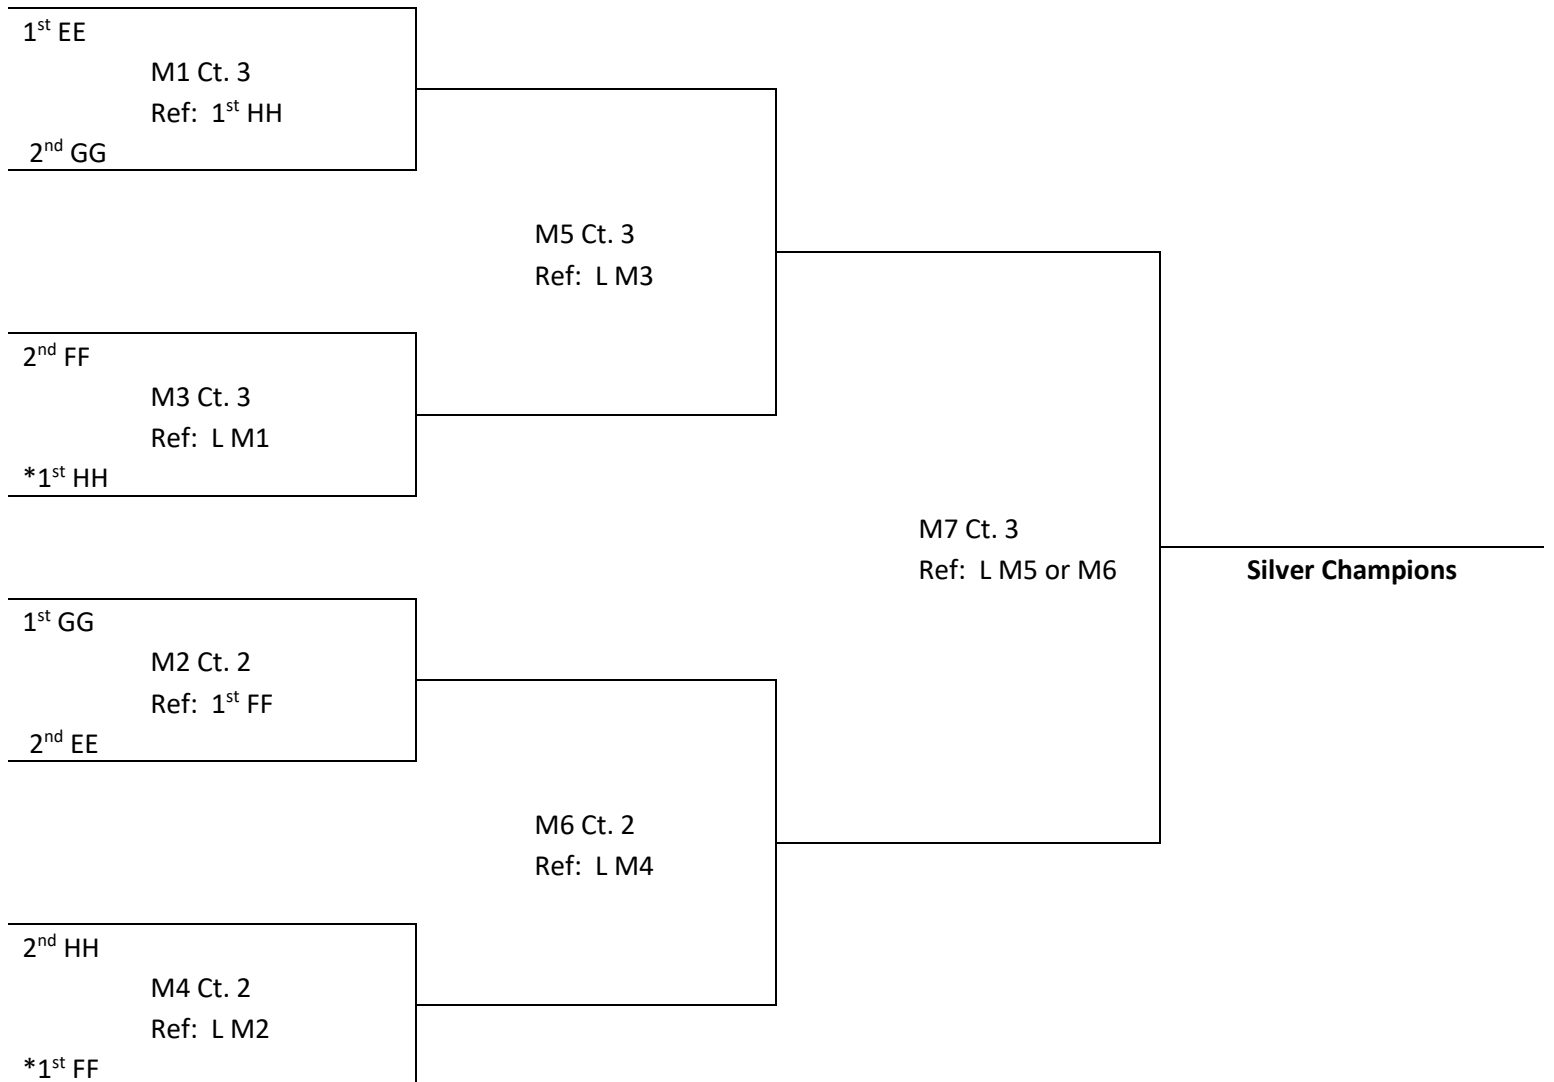 1st EE
M1 Ct. 3
Ref: 1st HH
2nd GG
M5 Ct. 3
Ref: L M3
2nd FF
M3 Ct. 3
Ref: L M1
*1st HH
M7 Ct. 3
Ref: L M5 or M6
Silver Champions
1st GG
M2 Ct. 2
Ref: 1st FF
2nd EE
M6 Ct. 2
Ref: L M4
2nd HH
M4 Ct. 2
Ref: L M2
*1st FF